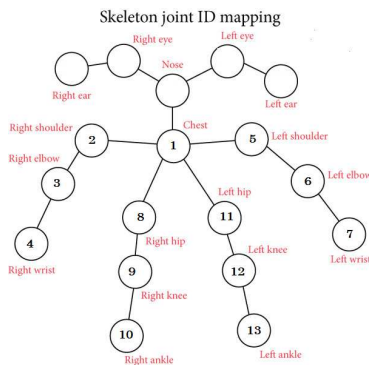 Skeleton joint ID mapping
Right eye
Left eye
Nose
Right ear
Left ear
Chest
Right shoulder
2
1
5
Left shoulder
Right elbow
3
6
Left elbow
4
Right wrist
7
Left wrist
8
Right hip
Left hip
11
9
Right knee
Left knee
12
10
Right ankle
13
Left ankle